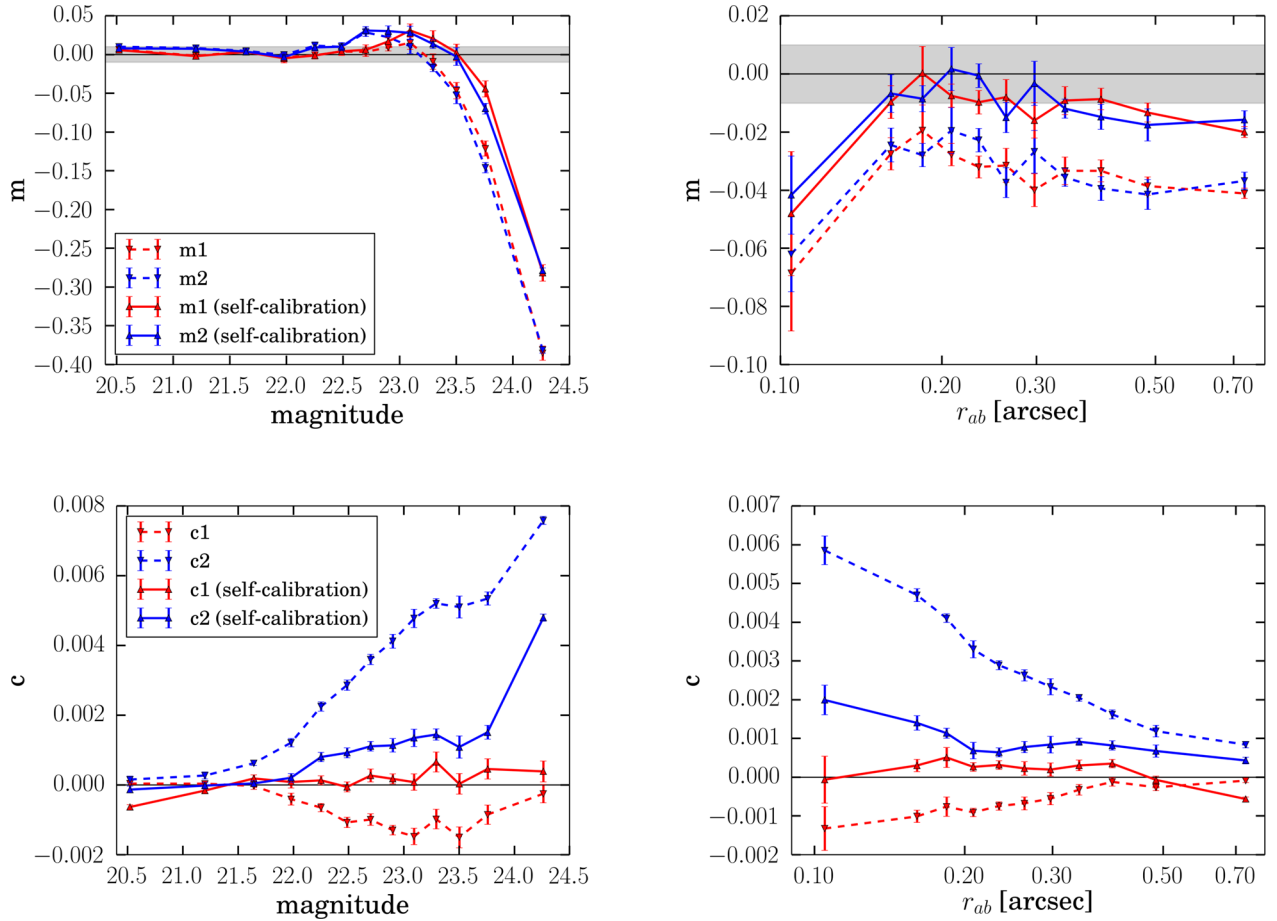 0.05
0.00
−0.05
−0.10
−0.15
−0.20
−0.25
−0.30
−0.35
−0.40
m
m1
m2
m1 (self-calibration)
m2 (self-calibration)
20.5 21.0 21.5 22.0 22.5 23.0 23.5 24.0 24.5
magnitude
0.02
0.00
−0.02
−0.04
−0.06
−0.08
−0.10
m
0.10 0.20 0.30 0.50 0.70
r_ab [arcsec]
0.008
0.006
0.004
0.002
0.000
−0.002
c
c1
c2
c1 (self-calibration)
c2 (self-calibration)
20.5 21.0 21.5 22.0 22.5 23.0 23.5 24.0 24.5
magnitude
0.007
0.006
0.005
0.004
0.003
0.002
0.001
0.000
−0.001
−0.002
c
0.10 0.20 0.30 0.50 0.70
r_ab [arcsec]